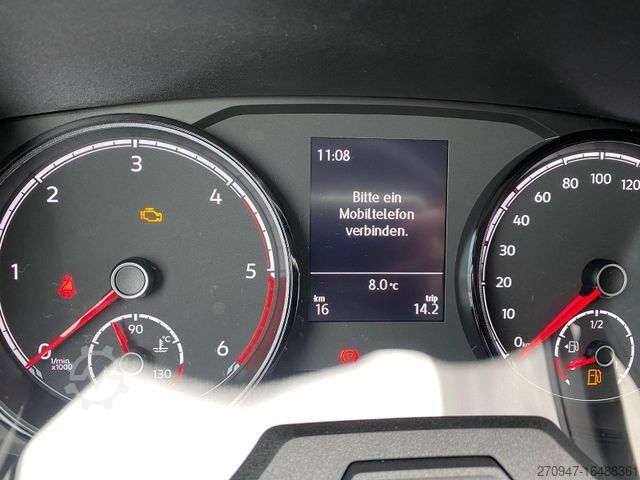 11:08
Bitte ein
Mobiltelefon
verbinden.
8.0 °C
km
16
trip
14.2
0
1
2
3
4
5
6
1/min
x1000
90
130
°C
0
10
20
30
40
60
80
100
120
1/2
(P)
270947-16488361